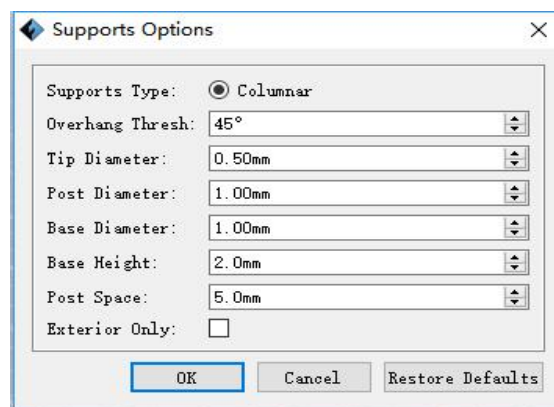 Supports Options
Supports Type: Columnar
Overhang Thresh: 45°
Tip Diameter: 0.50mm
Post Diameter: 1.00mm
Base Diameter: 1.00mm
Base Height: 2.0mm
Post Space: 5.0mm
Exterior Only:
OK Cancel Restore Defaults